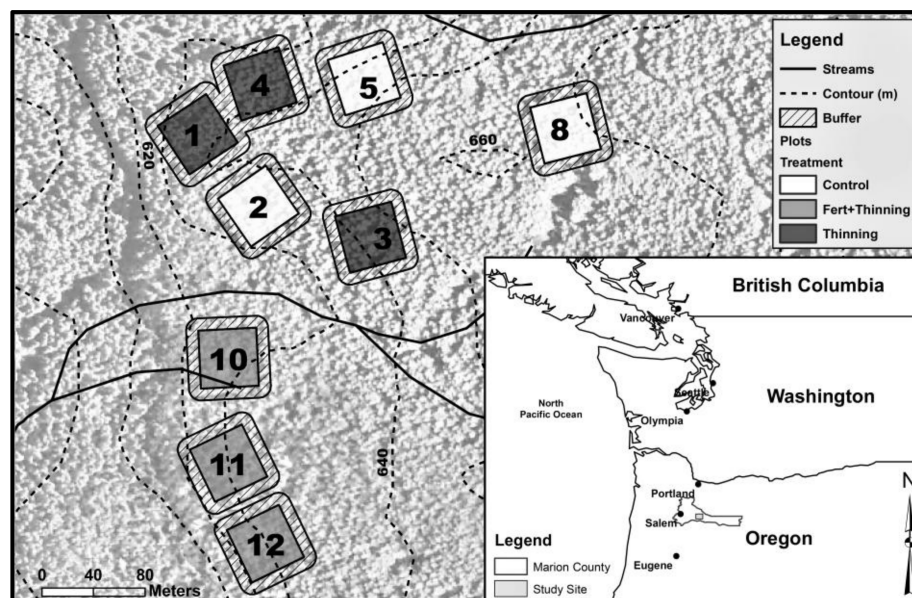 4
5
1
8
2
3
10
11
12
620
660
640
0 40 80
Meters
Legend
Streams
Contour (m)
Buffer
Plots
Treatment
Control
Fert+Thinning
Thinning
British Columbia
Vancouver
Washington
Seattle
North
Pacific Ocean
Olympia
Portland
Salem
Oregon
Eugene
N
Legend
Marion County
Study Site